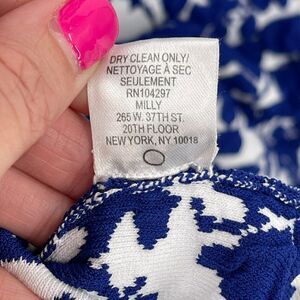 DRY CLEAN ONLY/
NETTOYAGE À SEC
SEULEMENT
RN104297
MILLY
265 W. 37TH ST.
20TH FLOOR
NEW YORK, NY 10018